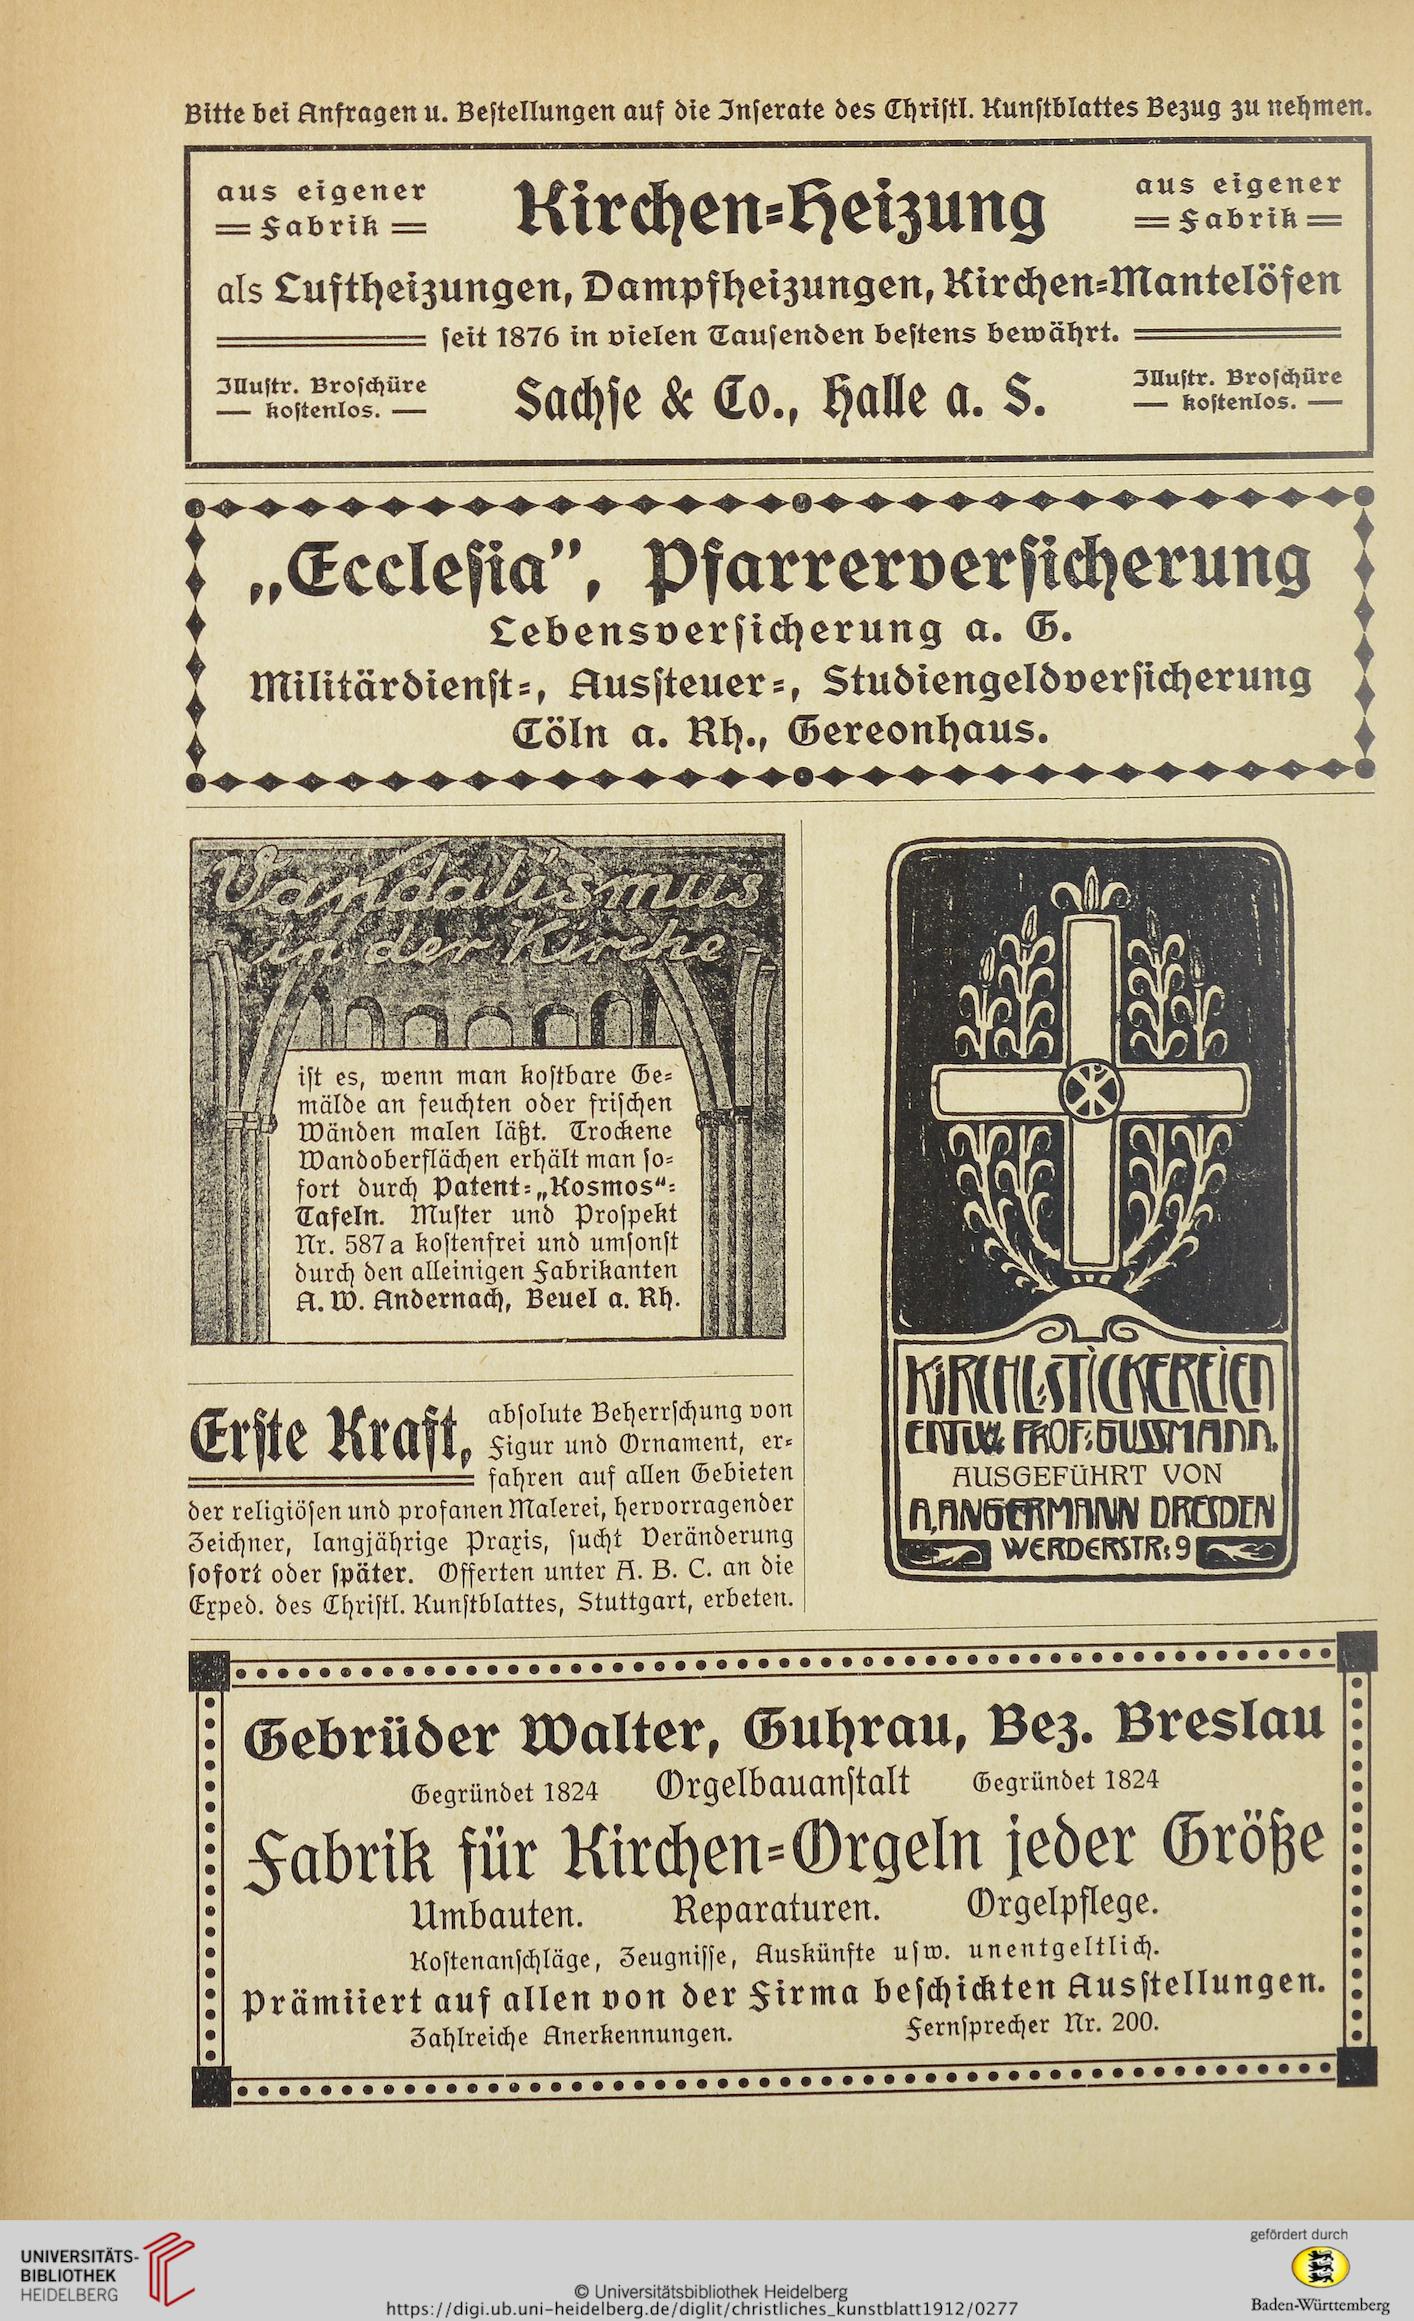 Bitte bei Anfragen u. Bestellungen auf die Inserate des Christl. Kunstblattes Bezug zu nehmen.
aus eigener
Fabrik
Kirchen-Heizung
aus eigener
Fabrik
als Luftheizungen, Dampfheizungen, Kirchen-Mantelöfen
seit 1876 in vielen Tausenden bestens bewährt.
Illustr. Broschüre
— kostenlos. —
Sachse & Co., Halle a. S.
Illustr. Broschüre
— kostenlos. —
„Ecclesia”, Pfarrerversicherung
Lebensversicherung a. G.
Militärdienst-, Aussteuer-, Studiengeldversicherung
Cöln a. Rh., Gereonhaus.
Vandalismus
in der Kirche
ist es, wenn man kostbare Ge-
mälde an feuchten oder frischen
Wänden malen läßt. Trockene
Wandoberflächen erhält man so-
fort durch Patent-„Kosmos“-
Tafeln. Muster und Prospekt
Nr. 587a kostenfrei und umsonst
durch den alleinigen Fabrikanten
A. W. Andernach, Beuel a. Rh.
Erste Kraft, absolute Beherrschung von
Figur und Ornament, er-
fahren auf allen Gebieten
der religiösen und profanen Malerei, hervorragender
Zeichner, langjährige Praxis, sucht Veränderung
sofort oder später. Offerten unter A. B. C. an die
Exped. des Christl. Kunstblattes, Stuttgart, erbeten.
KIRCHL. STICKEREIEN
ENTW. PROF. GUSSMANN.
AUSGEFÜHRT VON
A. ANGERMANN DRESDEN
WERDERSTR. 9
Gebrüder Walter, Guhrau, Bez. Breslau
Gegründet 1824 Orgelbauanstalt Gegründet 1824
Fabrik für Kirchen-Orgeln jeder Größe
Umbauten. Reparaturen. Orgelpflege.
Kostenanschläge, Zeugnisse, Auskünfte usw. unentgeltlich.
Prämiiert auf allen von der Firma beschickten Ausstellungen.
Zahlreiche Anerkennungen. Fernsprecher Nr. 200.
UNIVERSITÄTS-
BIBLIOTHEK
HEIDELBERG
© Universitätsbibliothek Heidelberg
https://digi.ub.uni-heidelberg.de/diglit/christliches_kunstblatt1912/0277
gefördert durch
Baden-Württemberg